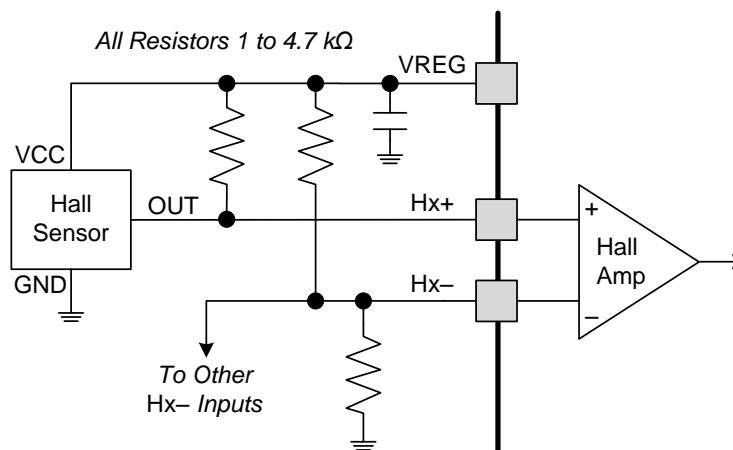 All Resistors 1 to 4.7 kΩ
VREG
VCC
Hall
Sensor
OUT
GND
Hx+
Hx–
+
Hall
Amp
–
To Other
Hx– Inputs